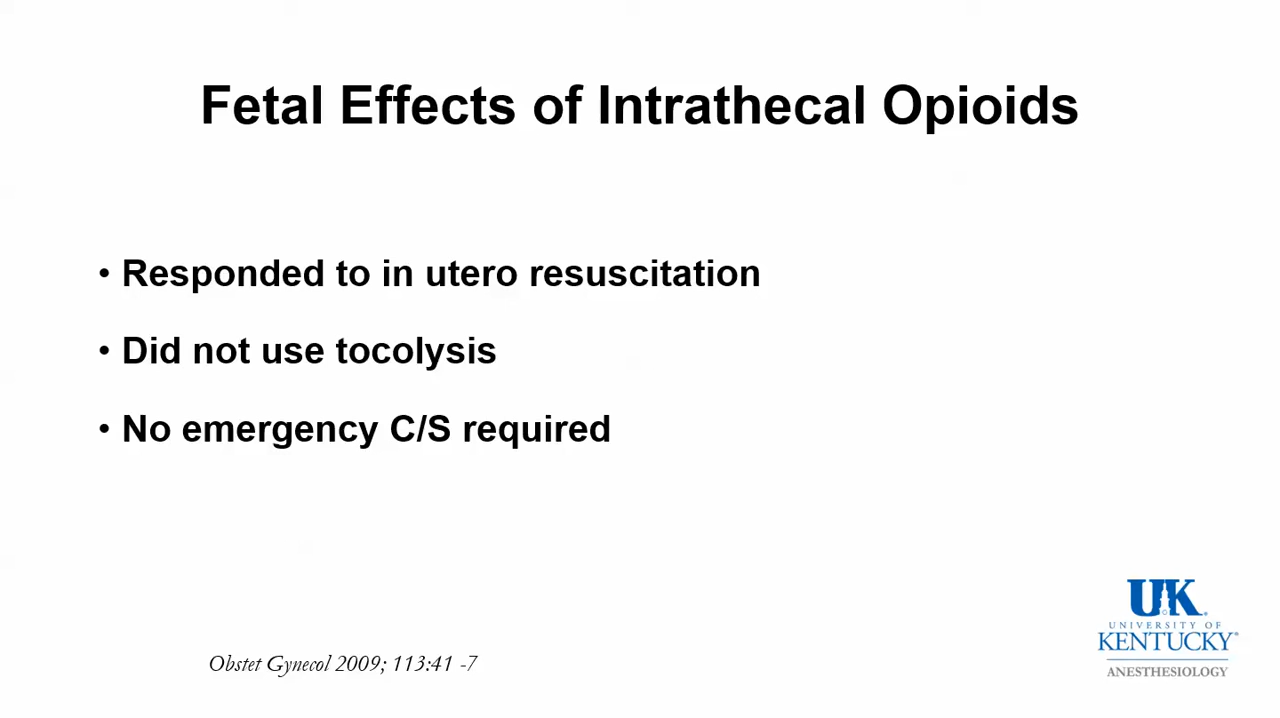 Fetal Effects of Intrathecal Opioids
• Responded to in utero resuscitation
• Did not use tocolysis
• No emergency C/S required
Obstet Gynecol 2009; 113:41 -7
UK
UNIVERSITY OF
KENTUCKY®
ANESTHESIOLOGY